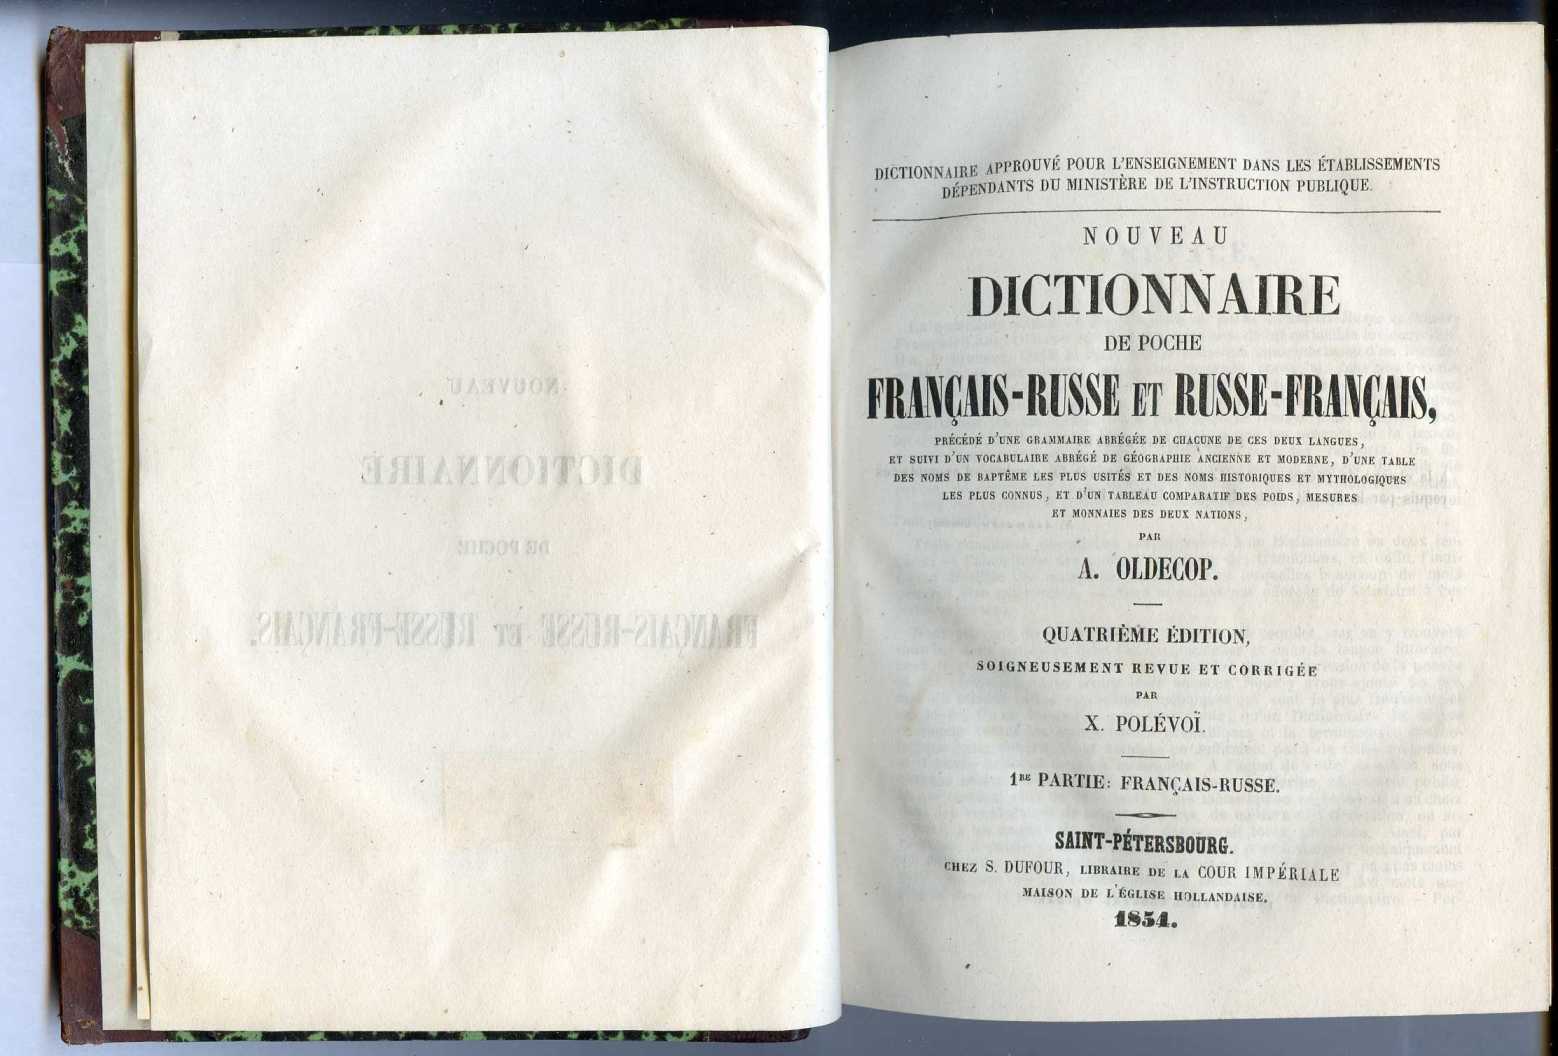 DICTIONNAIRE APPROUVÉ POUR L'ENSEIGNEMENT DANS LES ÉTABLISSEMENTS
DÉPENDANTS DU MINISTÈRE DE L'INSTRUCTION PUBLIQUE.
NOUVEAU
DICTIONNAIRE
DE POCHE
FRANÇAIS-RUSSE ET RUSSE-FRANÇAIS,
PRÉCÉDÉ D'UNE GRAMMAIRE ABRÉGÉE DE CHACUNE DE CES DEUX LANGUES,
ET SUIVI D'UN VOCABULAIRE ABRÉGÉ DE GÉOGRAPHIE ANCIENNE ET MODERNE, D'UNE TABLE
DES NOMS DE BAPTÊME LES PLUS USITÉS ET DES NOMS HISTORIQUES ET MYTHOLOGIQUES
LES PLUS CONNUS, ET D'UN TABLEAU COMPARATIF DES POIDS, MESURES
ET MONNAIES DES DEUX NATIONS,
PAR
A. OLDECOP.
QUATRIÈME ÉDITION,
SOIGNEUSEMENT REVUE ET CORRIGÉE
PAR
X. POLÉVOÏ.
1RE PARTIE: FRANÇAIS-RUSSE.
SAINT-PÉTERSBOURG.
CHEZ S. DUFOUR, LIBRAIRE DE LA COUR IMPÉRIALE
MAISON DE L'ÉGLISE HOLLANDAISE.
1854.